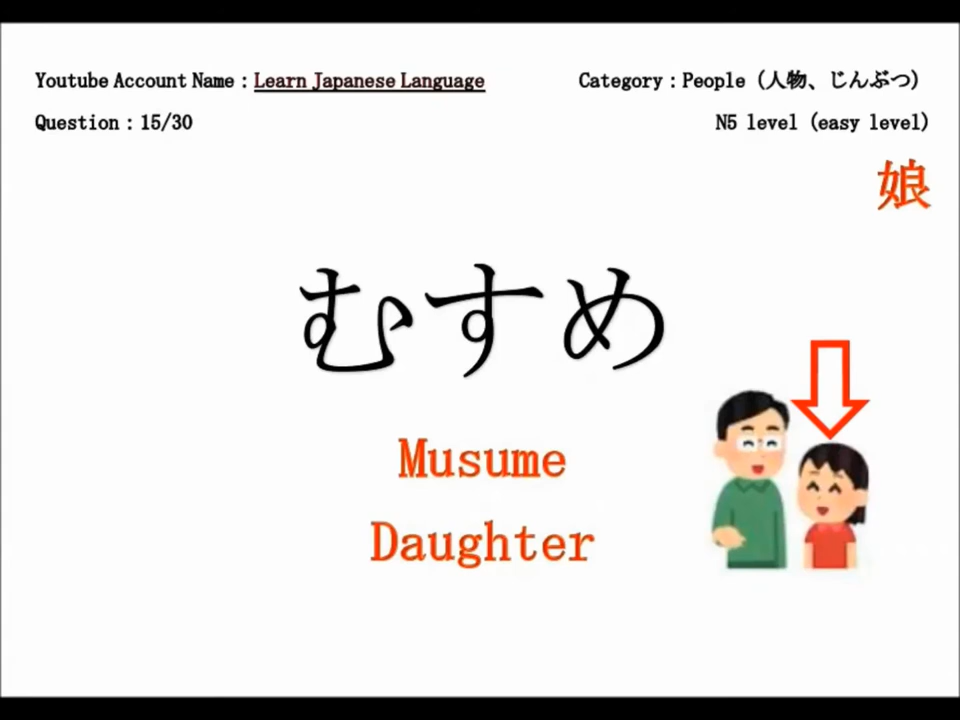 Youtube Account Name：Learn Japanese Language
Category：People（人物、じんぶつ）
Question：15/30
N5 level（easy level）
娘
むすめ
Musume
Daughter